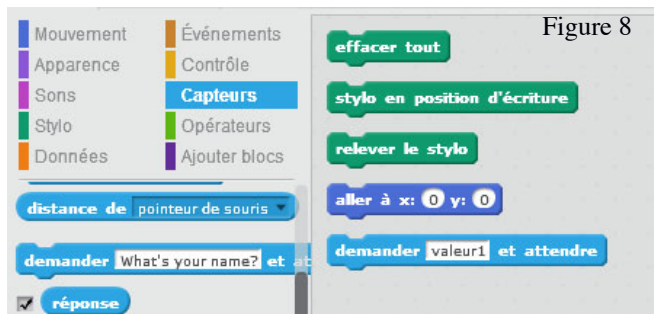 Figure 8
Mouvement
Apparence
Sons
Stylo
Données
Événements
Contrôle
Capteurs
Opérateurs
Ajouter blocs
distance de pointeur de souris
demander What's your name? et at
réponse
effacer tout
stylo en position d'écriture
relever le stylo
aller à x: 0 y: 0
demander valeur1 et attendre